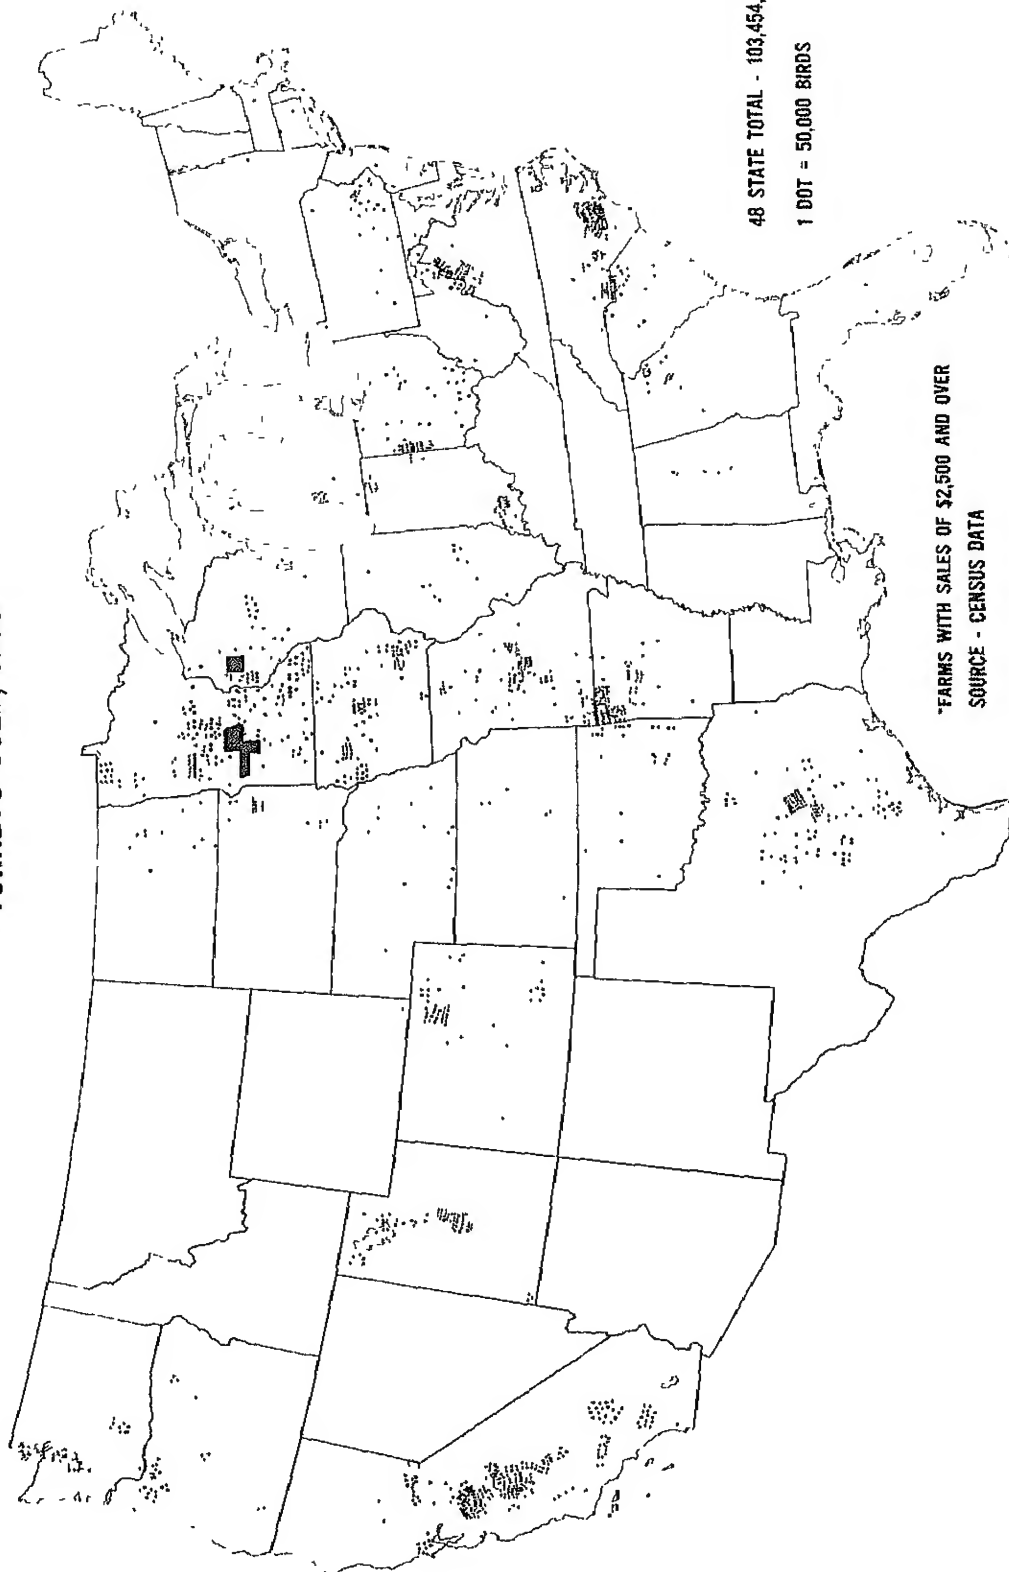 48 STATE TOTAL - 103,454,
1 DOT = 50,000 BIRDS
*FARMS WITH SALES OF $2,500 AND OVER
SOURCE - CENSUS DATA